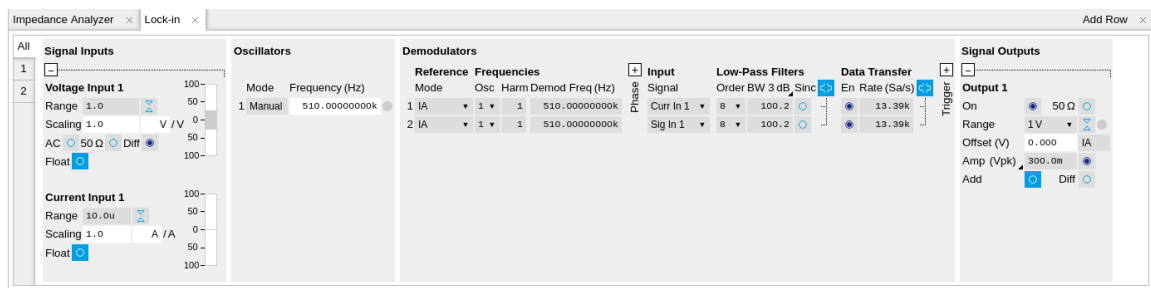 Impedance Analyzer × Lock-in × Add Row ×
All
1
2
Signal Inputs
Voltage Input 1
Range 1.0
Scaling 1.0 V / V
AC 50 Ω Diff
Float
100
50
0
50
100
Current Input 1
Range 10.0u
Scaling 1.0 A / A
Float
100
50
0
50
100
Oscillators
Mode Frequency (Hz)
1 Manual 510.00000000k
Demodulators
Reference Frequencies + Input Low-Pass Filters Data Transfer +
Mode Osc Harm Demod Freq (Hz) Phase Signal Order BW 3 dB Sinc En Rate (Sa/s) Trigger
1 IA 1 1 510.00000000k Curr In 1 8 100.2 13.39k
2 IA 1 1 510.00000000k Sig In 1 8 100.2 13.39k
Signal Outputs
Output 1
On 50 Ω
Range 1 V
Offset (V) 0.000 IA
Amp (Vpk) 300.0m
Add Diff